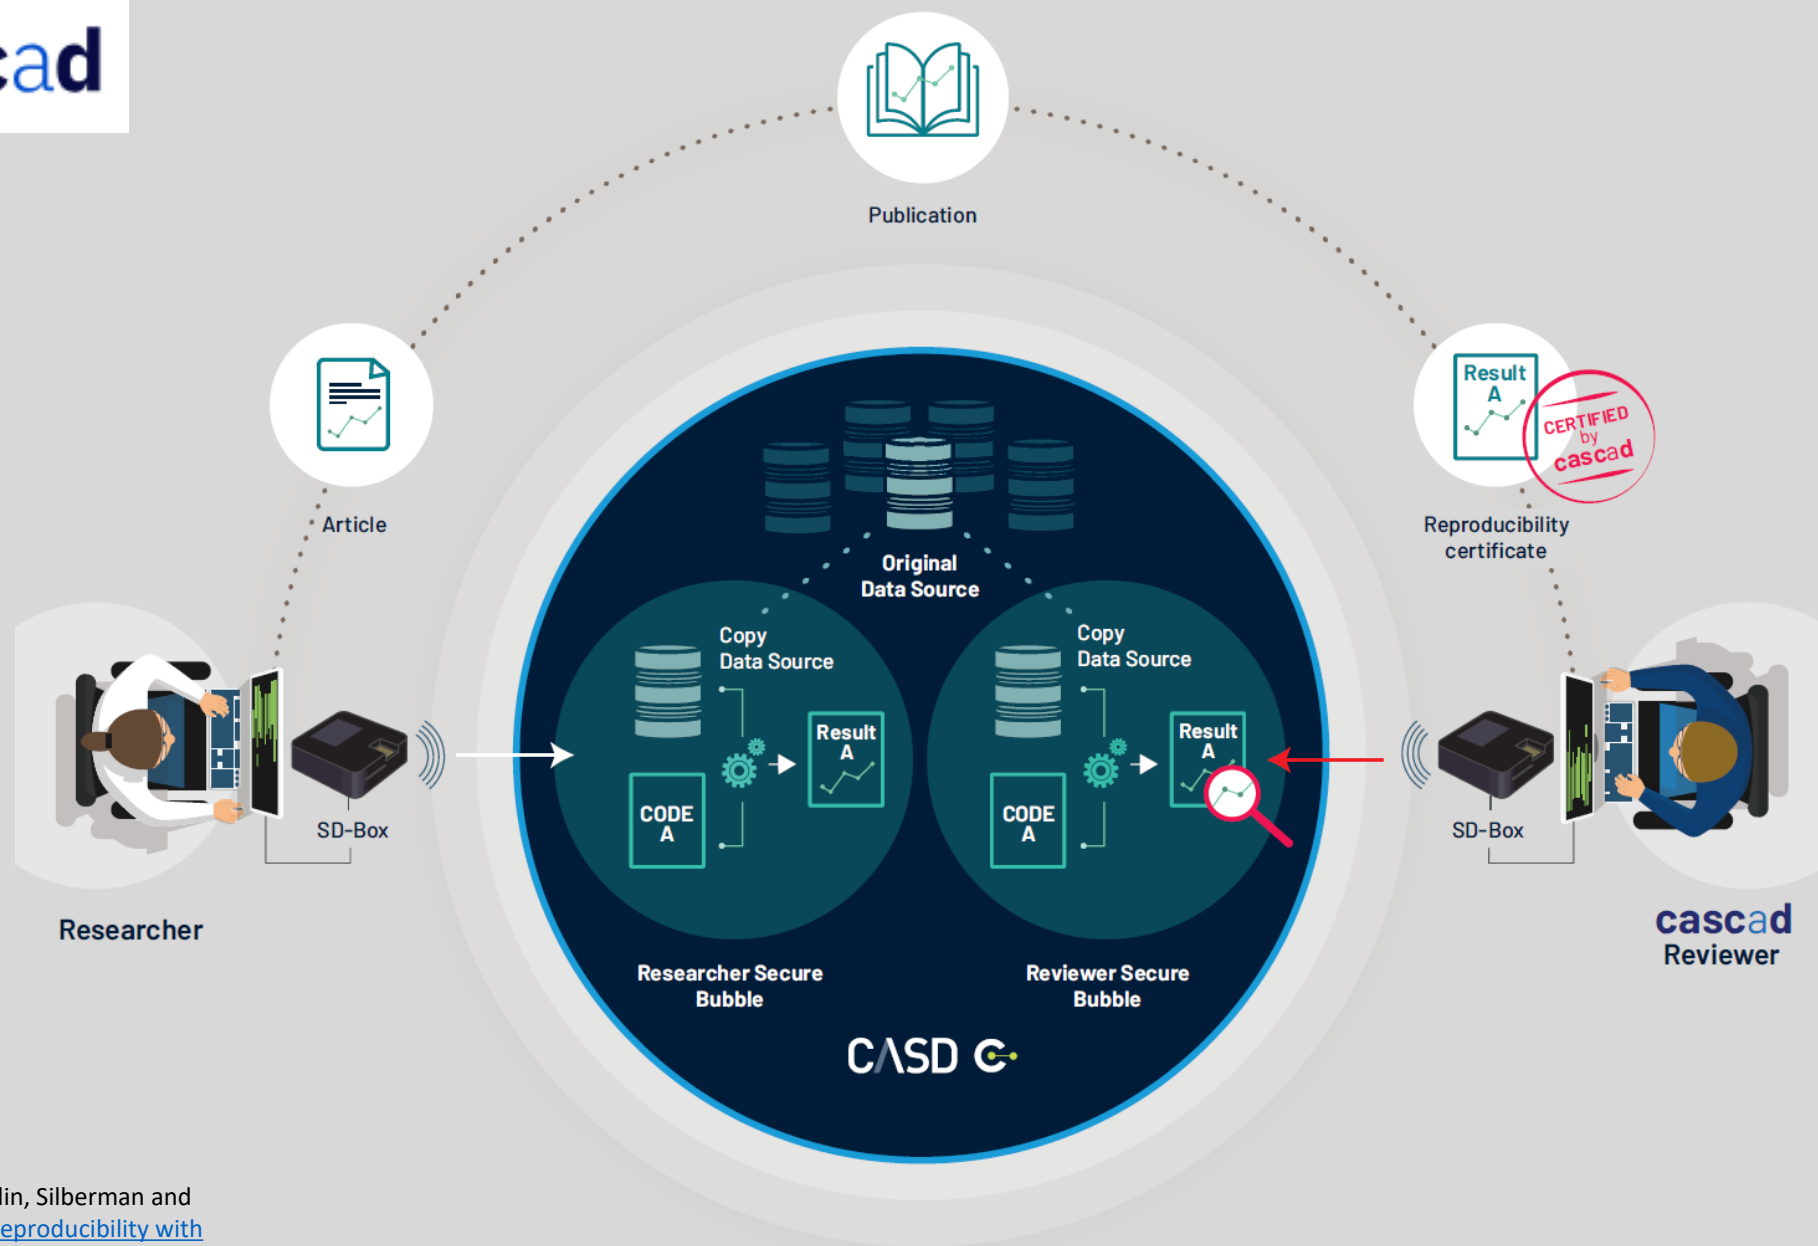 cad
Publication
Article
Result
A
CERTIFIED
by
cascad
Reproducibility
certificate
Original
Data Source
Copy
Data Source
Result
A
CODE
A
Copy
Data Source
Result
A
CODE
A
SD-Box
SD-Box
Researcher
cascad
Reviewer
Researcher Secure
Bubble
Reviewer Secure
Bubble
CASD C
lin, Silberman and
eproducibility with